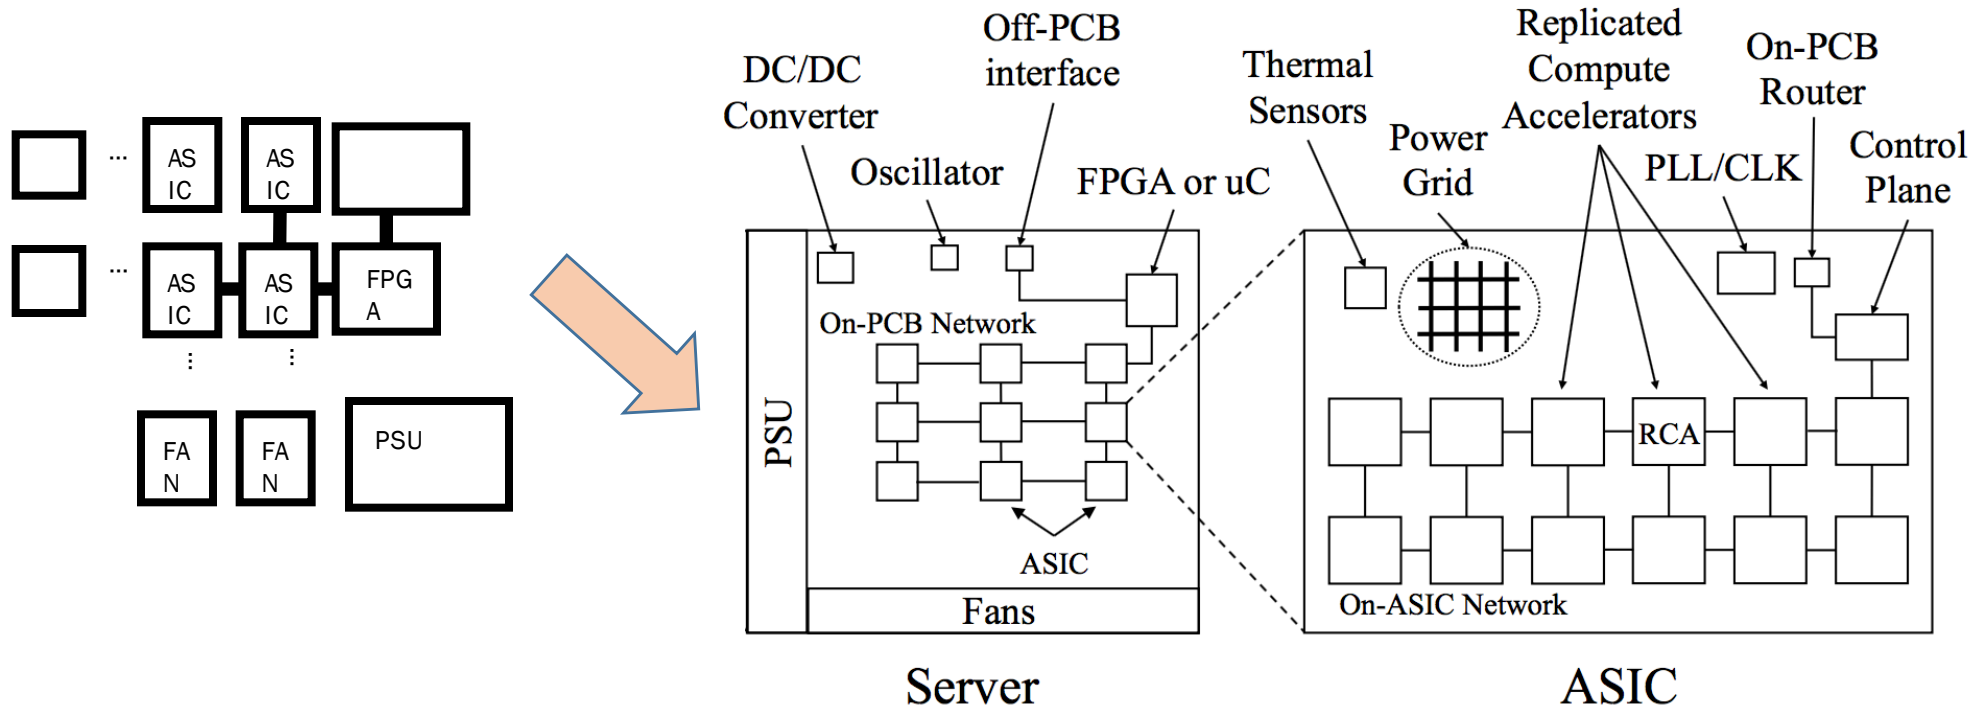 ...
AS
IC
AS
IC
...
AS
IC
AS
IC
FPG
A
...
...
FA
N
FA
N
PSU
DC/DC
Converter
Oscillator
Off-PCB
interface
FPGA or uC
On-PCB Network
PSU
ASIC
Fans
Server
Thermal
Sensors
Power
Grid
Replicated
Compute
Accelerators
PLL/CLK
On-PCB
Router
Control
Plane
RCA
On-ASIC Network
ASIC